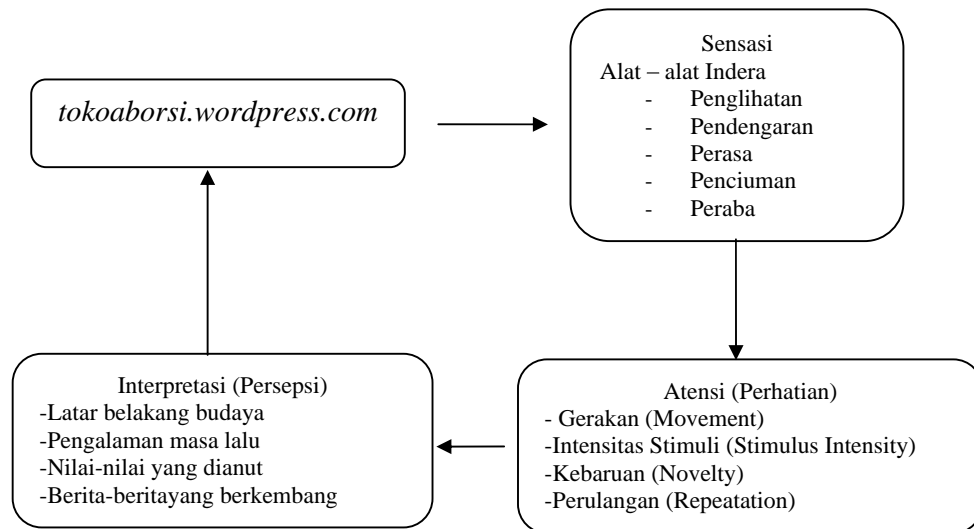 tokoaborsi.wordpress.com
Sensasi
Alat – alat Indera
- Penglihatan
- Pendengaran
- Perasa
- Penciuman
- Peraba
Interpretasi (Persepsi)
-Latar belakang budaya
-Pengalaman masa lalu
-Nilai-nilai yang dianut
-Berita-beritayang berkembang
Atensi (Perhatian)
- Gerakan (Movement)
-Intensitas Stimuli (Stimulus Intensity)
-Kebaruan (Novelty)
-Perulangan (Repeatation)